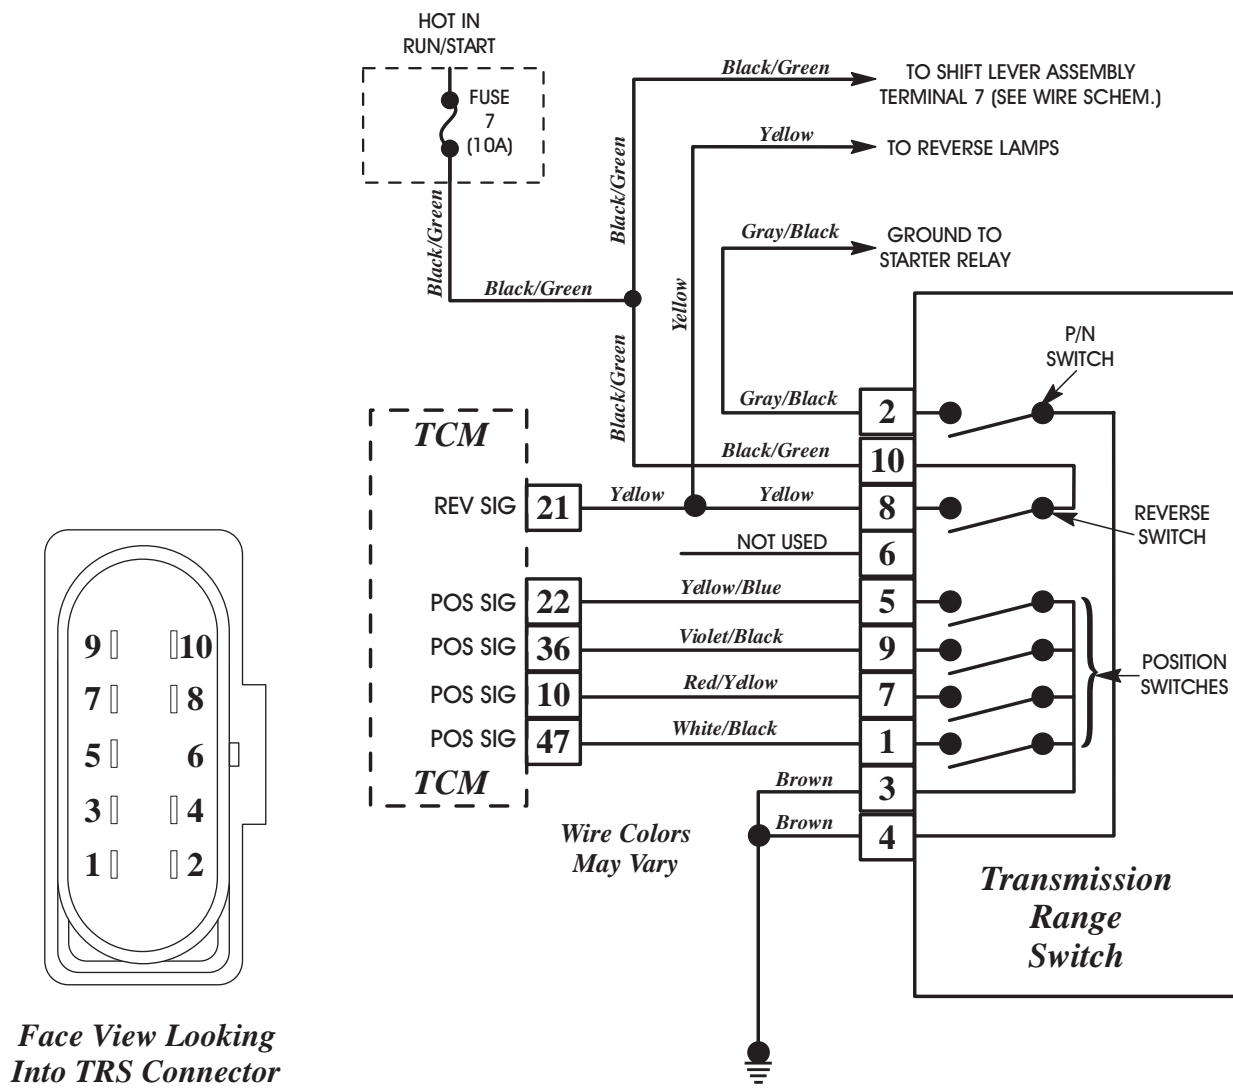 HOT IN
RUN/START
FUSE
7
(10A)
Black/Green
Black/Green
Black/Green
Black/Green
Black/Green
TO SHIFT LEVER ASSEMBLY
TERMINAL 7 (SEE WIRE SCHEM.)
Yellow
TO REVERSE LAMPS
Yellow
Gray/Black
GROUND TO
STARTER RELAY
P/N
SWITCH
Gray/Black
2
Black/Green
10
TCM
REV SIG
21
Yellow
Yellow
8
REVERSE
SWITCH
NOT USED
6
POS SIG
22
Yellow/Blue
5
POS SIG
36
Violet/Black
9
POS SIG
10
Red/Yellow
7
POS SIG
47
White/Black
1
POSITION
SWITCHES
TCM
Brown
3
Brown
4
Wire Colors
May Vary
Transmission
Range
Switch
9 10
7 8
5 6
3 4
1 2
Face View Looking
Into TRS Connector